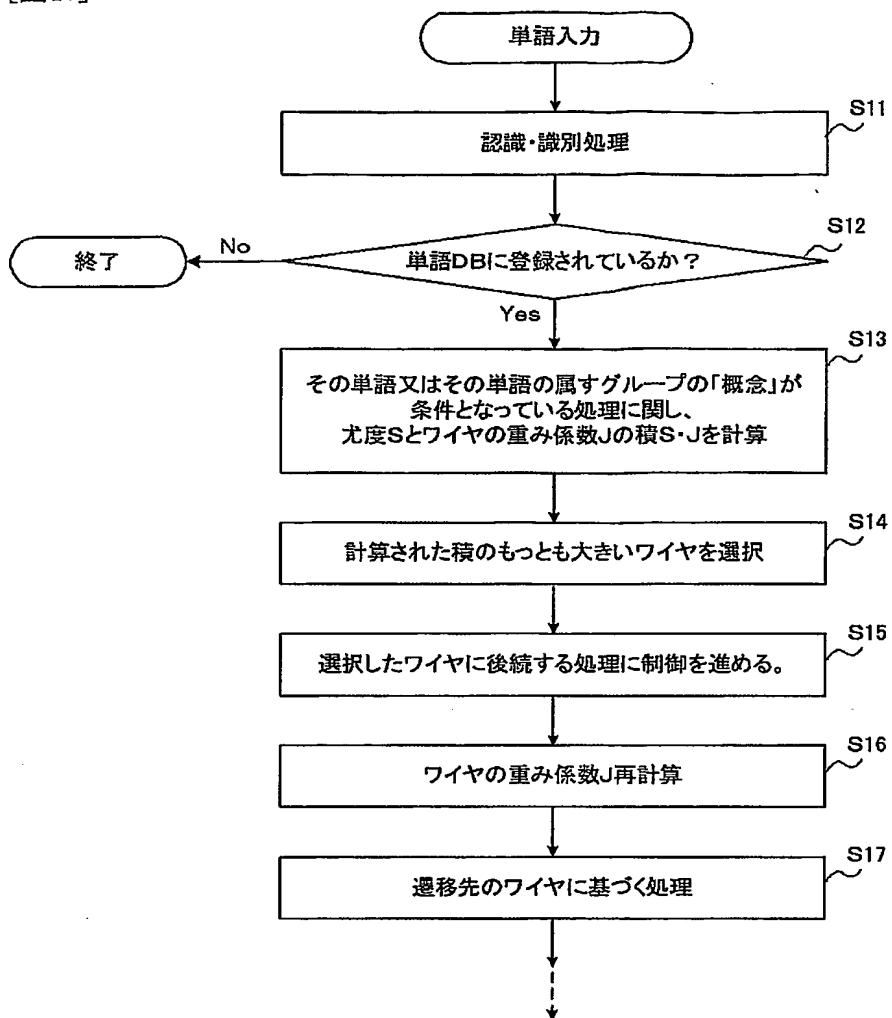 単語入力
S11
認識・識別処理
S12
単語DBに登録されているか?
No
終了
Yes
S13
その単語又はその単語の属すグループの「概念」が
条件となっている処理に関し、
尤度SとワイヤのS重み係数Jの積S・Jを計算
S14
計算された積のもっとも大きいワイヤを選択
S15
選択したワイヤに後続する処理に制御を進める。
S16
ワイヤの重み係数J再計算
S17
遷移先のワイヤに基づく処理